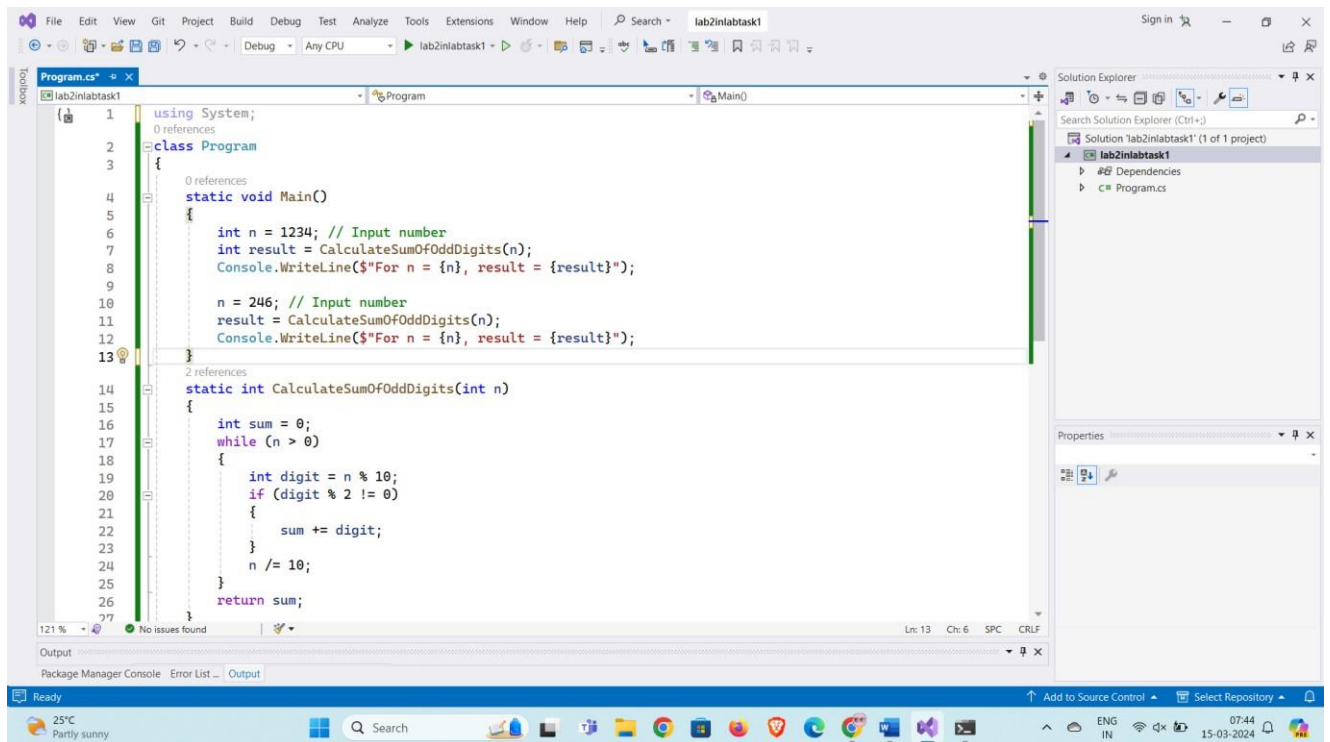 File Edit View Git Project Build Debug Test Analyze Tools Extensions Window Help Search lab2inlabtask1 Sign in
Debug Any CPU lab2inlabtask1
Toolbox
Program.cs*
lab2inlabtask1 Program Main()
1 using System;
0 references
2 class Program
3 {
0 references
4 static void Main()
5 {
6 int n = 1234; // Input number
7 int result = CalculateSumOfOddDigits(n);
8 Console.WriteLine($"For n = {n}, result = {result}");
9
10 n = 246; // Input number
11 result = CalculateSumOfOddDigits(n);
12 Console.WriteLine($"For n = {n}, result = {result}");
13 }
2 references
14 static int CalculateSumOfOddDigits(int n)
15 {
16 int sum = 0;
17 while (n > 0)
18 {
19 int digit = n % 10;
20 if (digit % 2 != 0)
21 {
22 sum += digit;
23 }
24 n /= 10;
25 }
26 return sum;
27 }
121 % No issues found Ln: 13 Ch: 6 SPC CRLF
Output
Package Manager Console Error List ... Output
Solution Explorer
Search Solution Explorer (Ctrl+;)
Solution 'lab2inlabtask1' (1 of 1 project)
lab2inlabtask1
Dependencies
C# Program.cs
Properties
Ready Add to Source Control Select Repository
25°C
Partly sunny
Search
ENG
IN
07:44
15-03-2024
PRE